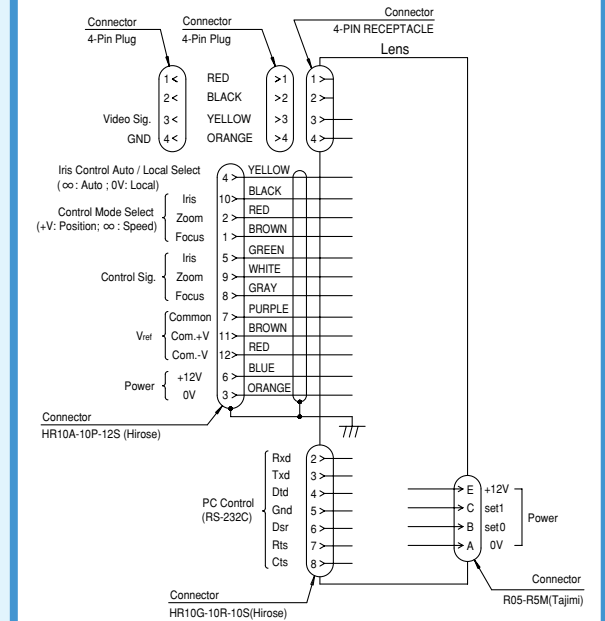 Connector
4-Pin Plug
Connector
4-Pin Plug
Connector
4-PIN RECEPTACLE
Lens
1 RED 1 1
2 BLACK 2 2
Video Sig. 3 YELLOW 3 3
GND 4 ORANGE 4 4
Iris Control Auto / Local Select
(∞: Auto ; 0V: Local)
4 YELLOW
Control Mode Select
(+V: Position; ∞ : Speed)
Iris 10 BLACK
Zoom 2 RED
Focus 1 BROWN
Control Sig.
Iris 5 GREEN
Zoom 9 WHITE
Focus 8 GRAY
Vref
Common 7 PURPLE
Com.+V 11 BROWN
Com.-V 12 RED
Power
+12V 6 BLUE
0V 3 ORANGE
Connector
HR10A-10P-12S (Hirose)
PC Control
(RS-232C)
Rxd 2
Txd 3
Dtd 4
Gnd 5
Dsr 6
Rts 7
Cts 8
Connector
HR10G-10R-10S(Hirose)
E +12V
C set1
B set0
A 0V
Power
Connector
R05-R5M(Tajimi)